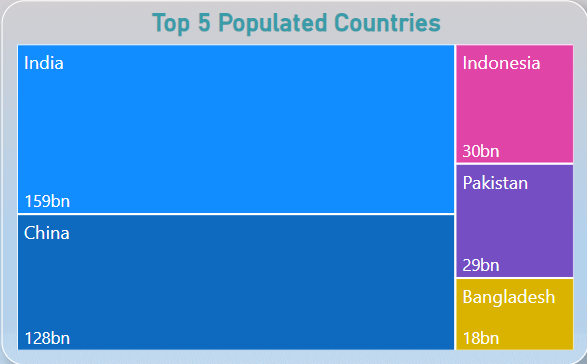 Top 5 Populated Countries
India
159bn
China
128bn
Indonesia
30bn
Pakistan
29bn
Bangladesh
18bn